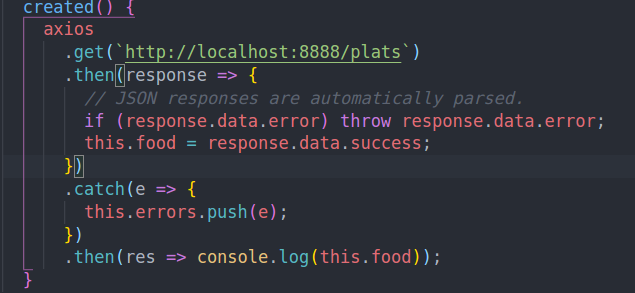 created() {
axios
.get(`http://localhost:8888/plats`)
.then(response => {
// JSON responses are automatically parsed.
if (response.data.error) throw response.data.error;
this.food = response.data.success;
})
.catch(e => {
this.errors.push(e);
})
.then(res => console.log(this.food));
}